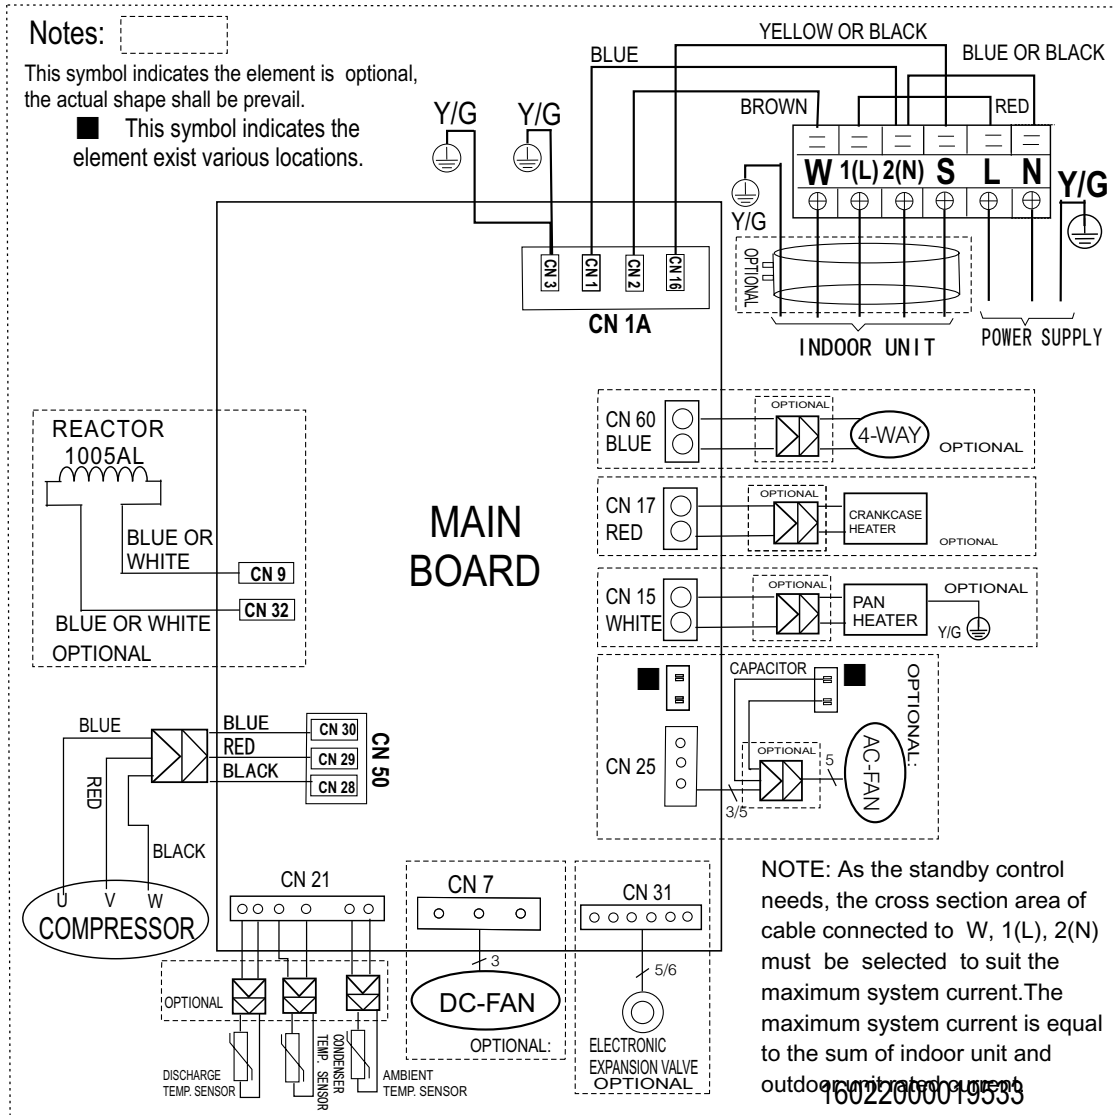 Notes:
This symbol indicates the element is optional,
the actual shape shall be prevail.
This symbol indicates the
element exist various locations.
Y/G
Y/G
BLUE
YELLOW OR BLACK
BLUE OR BLACK
BROWN
RED
W 1(L) 2(N) S L N
Y/G
Y/G
OPTIONAL
INDOOR UNIT
POWER SUPPLY
CN 3
CN 1
CN 2
CN 16
CN 1A
REACTOR
1005AL
BLUE OR
WHITE
CN 9
CN 32
BLUE OR WHITE
OPTIONAL
MAIN
BOARD
CN 60
BLUE
OPTIONAL
4-WAY
OPTIONAL
CN 17
RED
OPTIONAL
CRANKCASE
HEATER
OPTIONAL
CN 15
WHITE
OPTIONAL
PAN
HEATER
OPTIONAL
Y/G
CAPACITOR
OPTIONAL:
CN 25
OPTIONAL
3/5
5
AC-FAN
BLUE
RED
BLACK
BLUE
RED
BLACK
CN 30
CN 29
CN 28
CN 50
U V W
COMPRESSOR
CN 21
OPTIONAL
DISCHARGE
TEMP. SENSOR
CONDENSER
TEMP. SENSOR
AMBIENT
TEMP. SENSOR
CN 7
3
DC-FAN
OPTIONAL:
CN 31
5/6
ELECTRONIC
EXPANSION VALVE
OPTIONAL
NOTE: As the standby control
needs, the cross section area of
cable connected to W, 1(L), 2(N)
must be selected to suit the
maximum system current.The
maximum system current is equal
to the sum of indoor unit and
outdoor unit rated current.
16022000019533